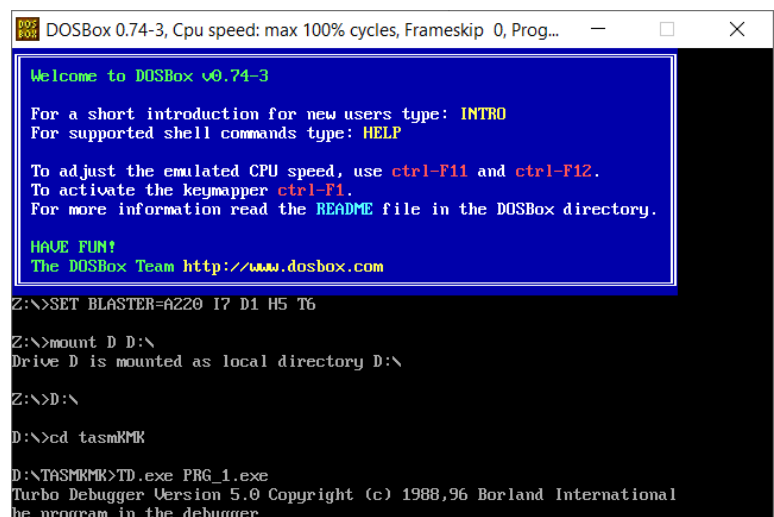 DOSBox 0.74-3, Cpu speed: max 100% cycles, Frameskip 0, Prog...
Welcome to DOSBox v0.74-3
For a short introduction for new users type: INTRO
For supported shell commands type: HELP
To adjust the emulated CPU speed, use ctrl-F11 and ctrl-F12.
To activate the keymapper ctrl-F1.
For more information read the README file in the DOSBox directory.
HAVE FUN!
The DOSBox Team http://www.dosbox.com
Z:\>SET BLASTER=A220 I7 D1 H5 T6
Z:\>mount D D:\
Drive D is mounted as local directory D:\
Z:\>D:\
D:\>cd tasmKMK
D:\TASMKMK>TD.exe PRG_1.exe
Turbo Debugger Version 5.0 Copyright (c) 1988,96 Borland International
he program in the debugger